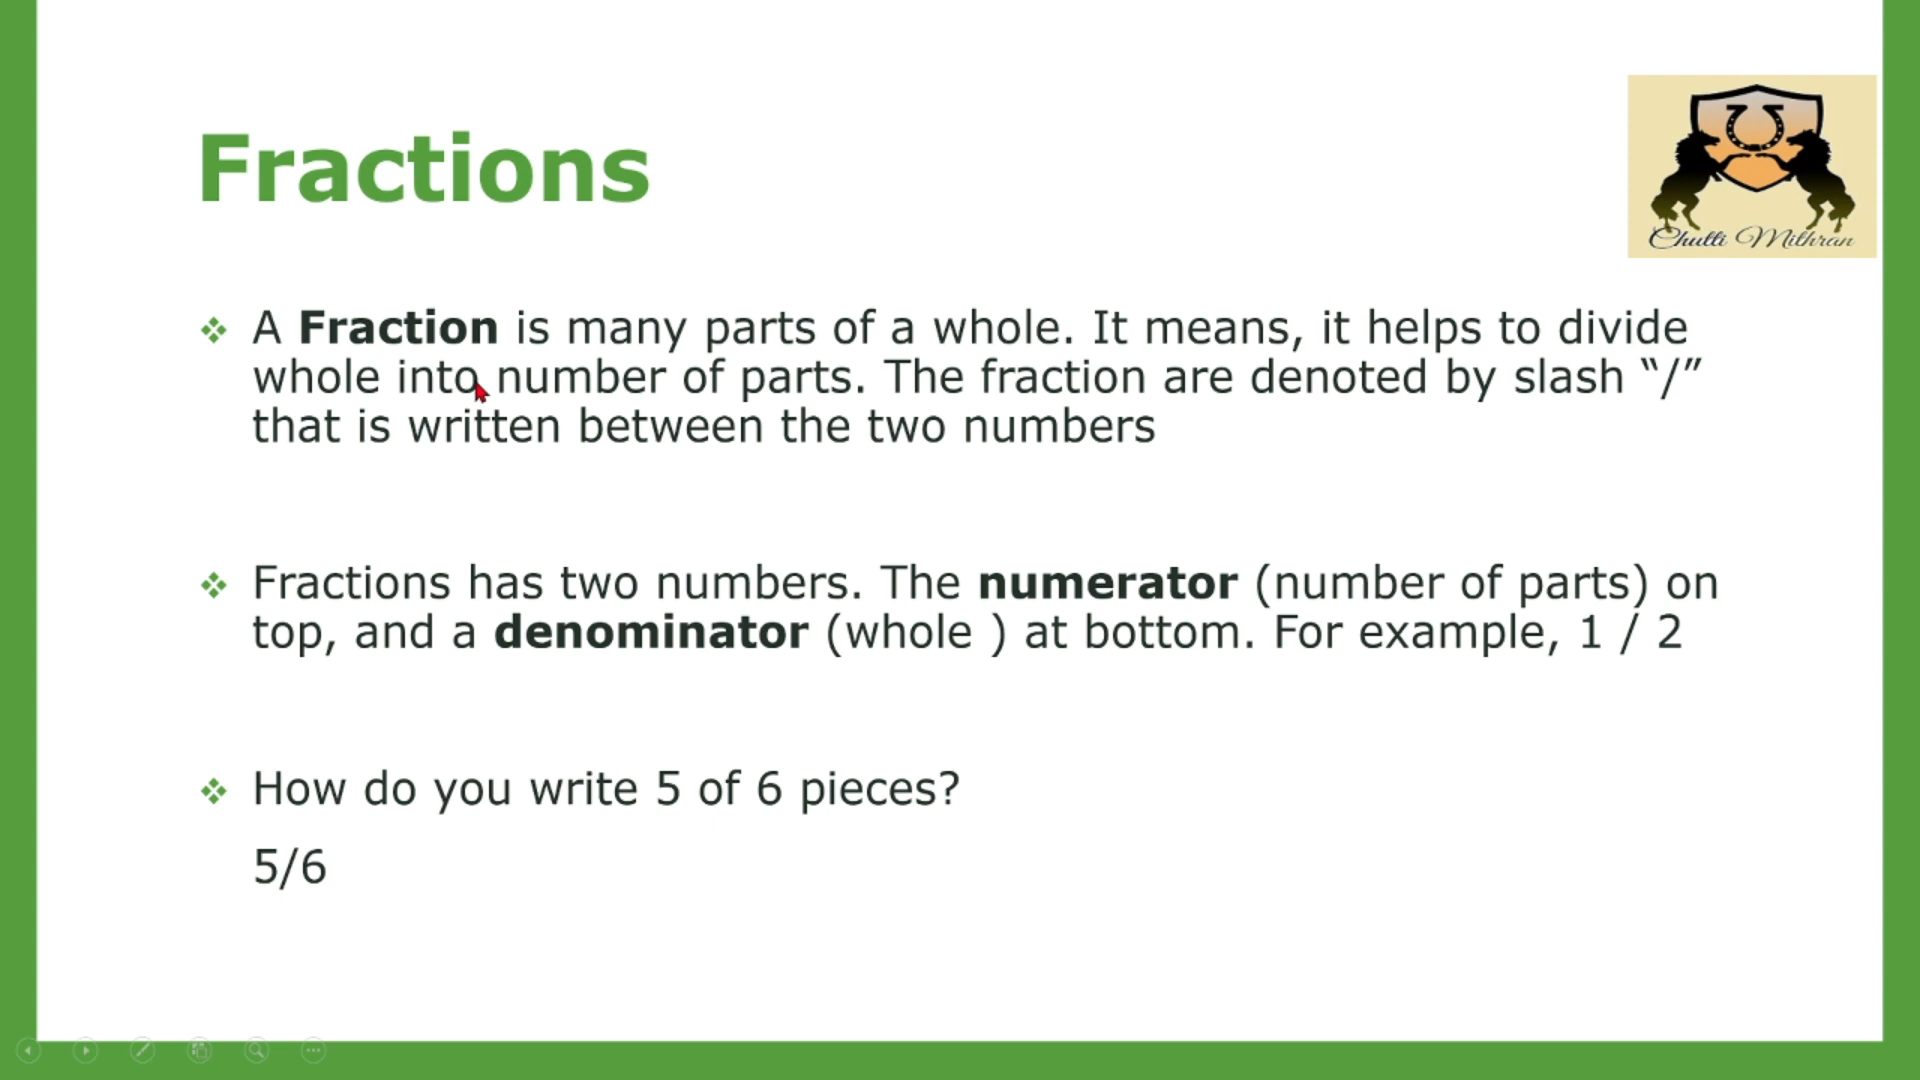 Fractions
Chutti Mithran
A Fraction is many parts of a whole. It means, it helps to divide
whole into number of parts. The fraction are denoted by slash “/”
that is written between the two numbers
Fractions has two numbers. The numerator (number of parts) on
top, and a denominator (whole ) at bottom. For example, 1 / 2
How do you write 5 of 6 pieces?
5/6